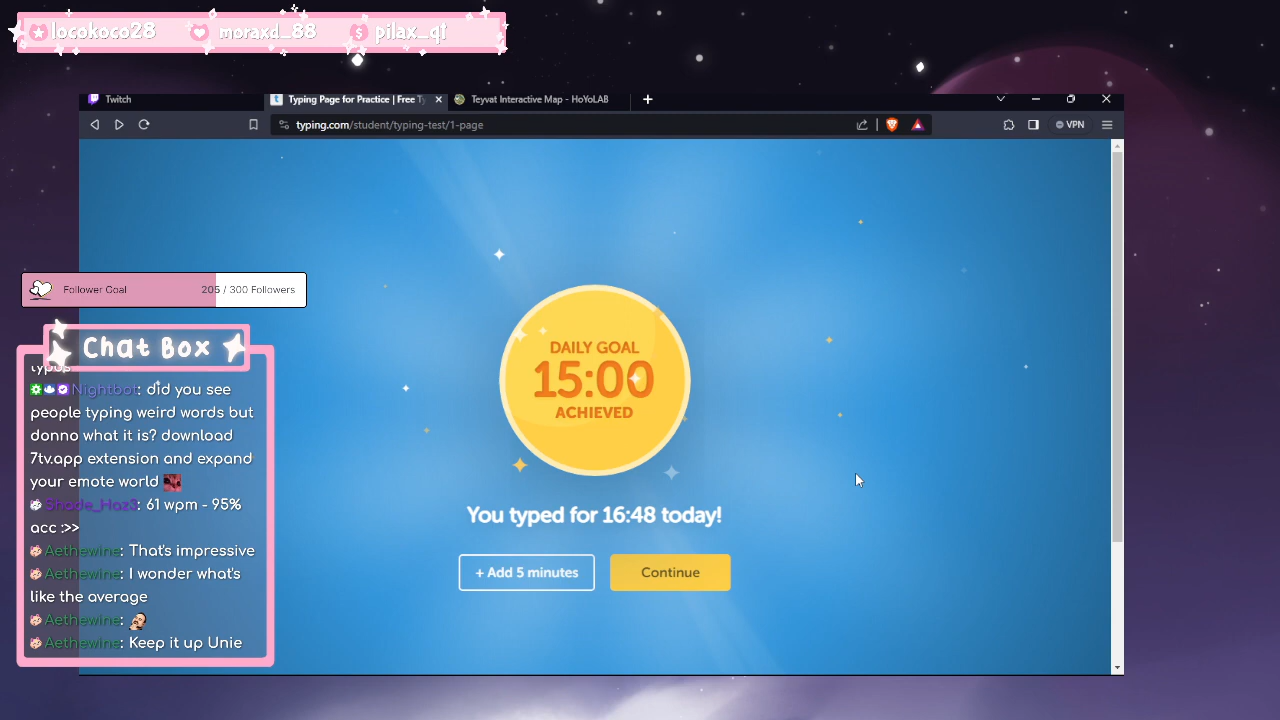 locokoco28 moraxd_88 pilax_qt
Twitch
Typing Page for Practice | Free Ty
Teyvat Interactive Map - HoYoLAB
typing.com/student/typing-test/1-page
VPN
Follower Goal 205 / 300 Followers
Chat Box
typos
Nightbot: did you see
people typing weird words but
donno what it is? download
7tv.app extension and expand
your emote world
Shade_Haz3: 61 wpm - 95%
acc :>>
Aethewine: That's impressive
Aethewine: I wonder what's
like the average
Aethewine:
Aethewine: Keep it up Unie
DAILY GOAL
15:00
ACHIEVED
You typed for 16:48 today!
+ Add 5 minutes
Continue